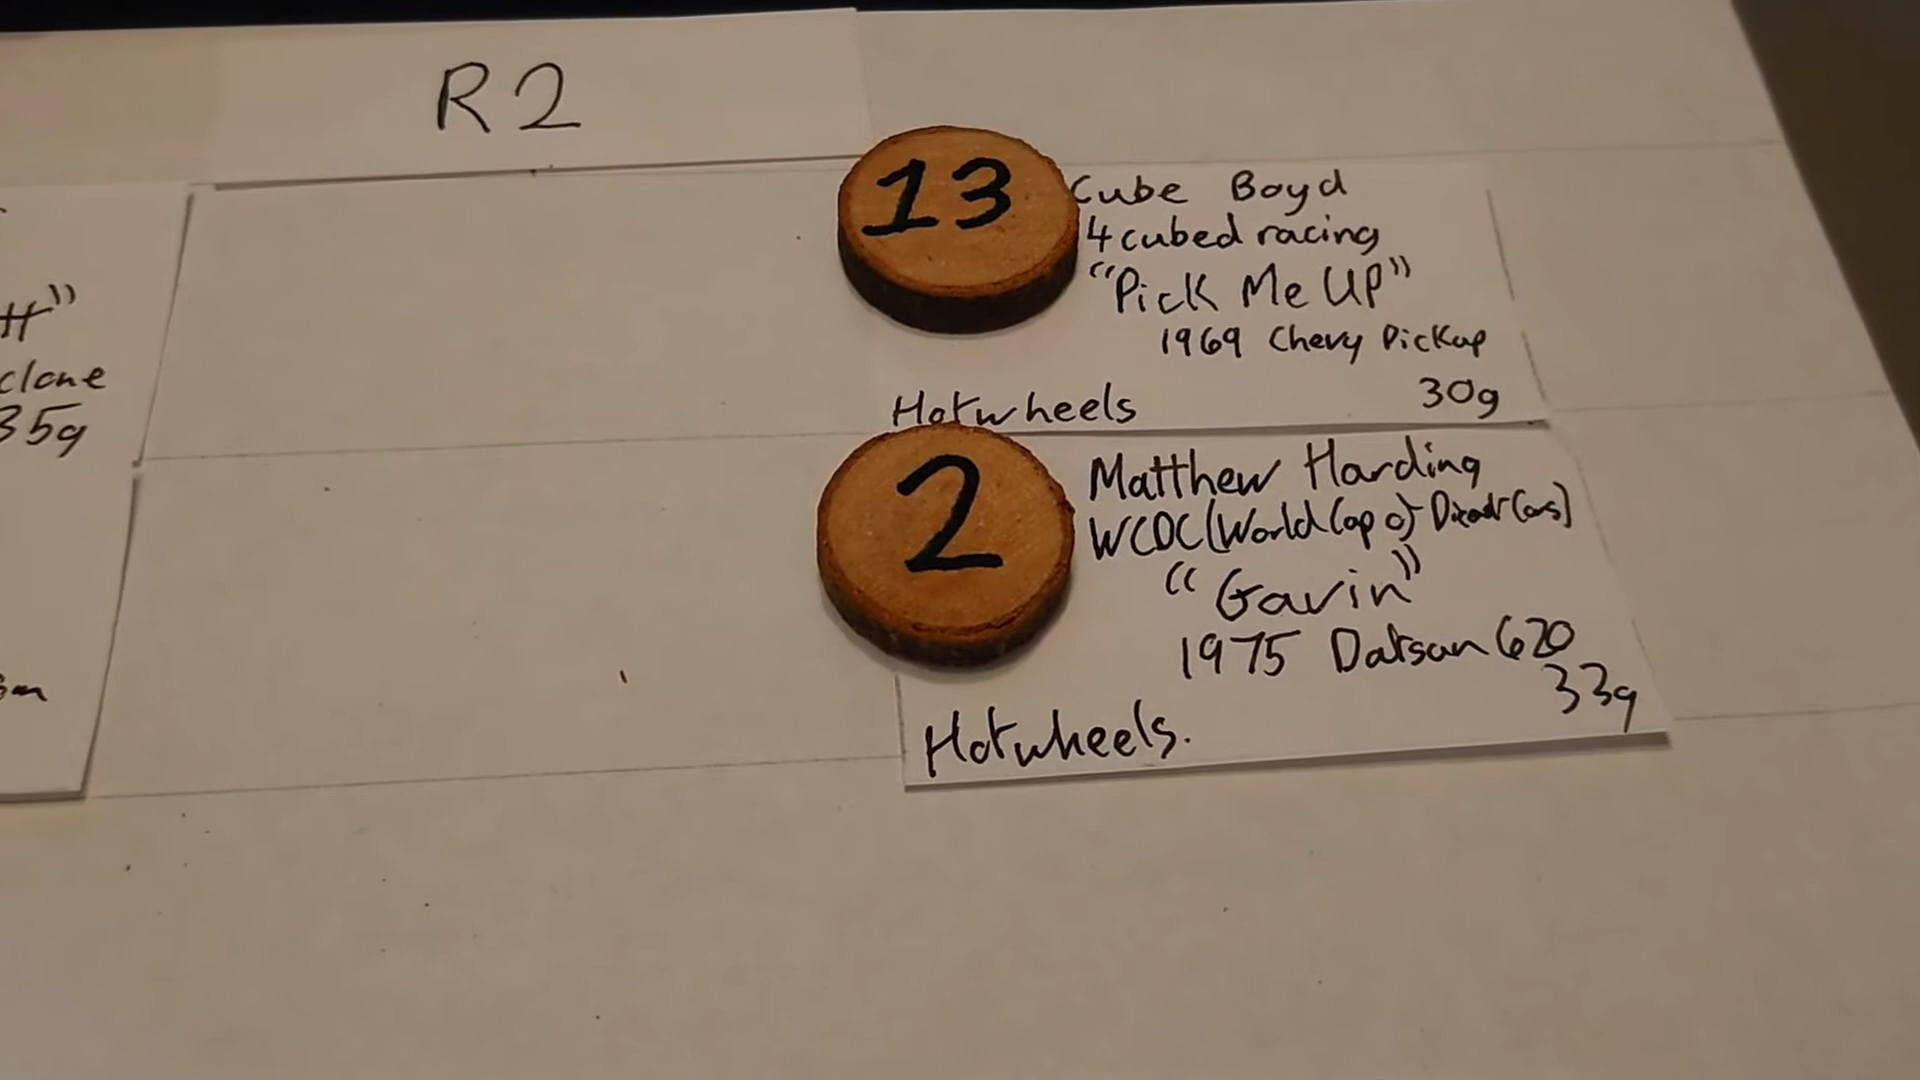 R2
13
Cube Boyd
4cubed racing
"Pick Me UP"
1969 Chevy Pickup
30g
Hotwheels
2
Matthew Harding
WCDC (World Cup of Diecast Cars)
"Gavin"
1975 Datsun 620
33g
Hotwheels.
clone
35g